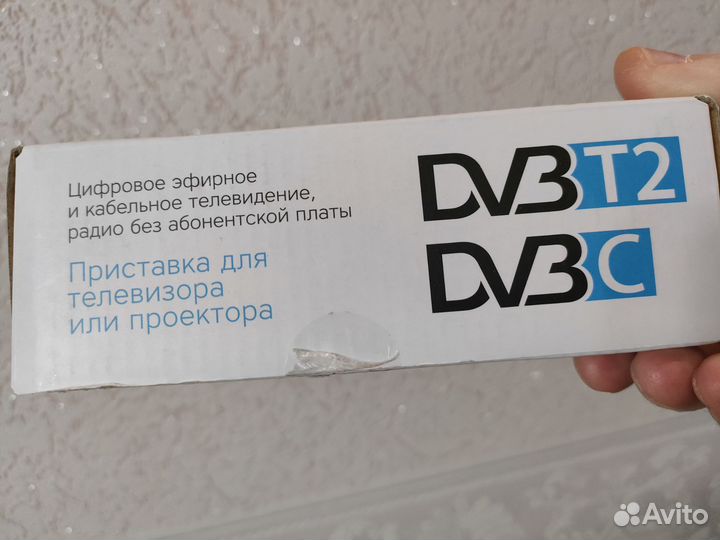 Цифровое эфирное
и кабельное телевидение,
радио без абонентской платы
Приставка для
телевизора
или проектора
DVB T2
DVB C
Avito